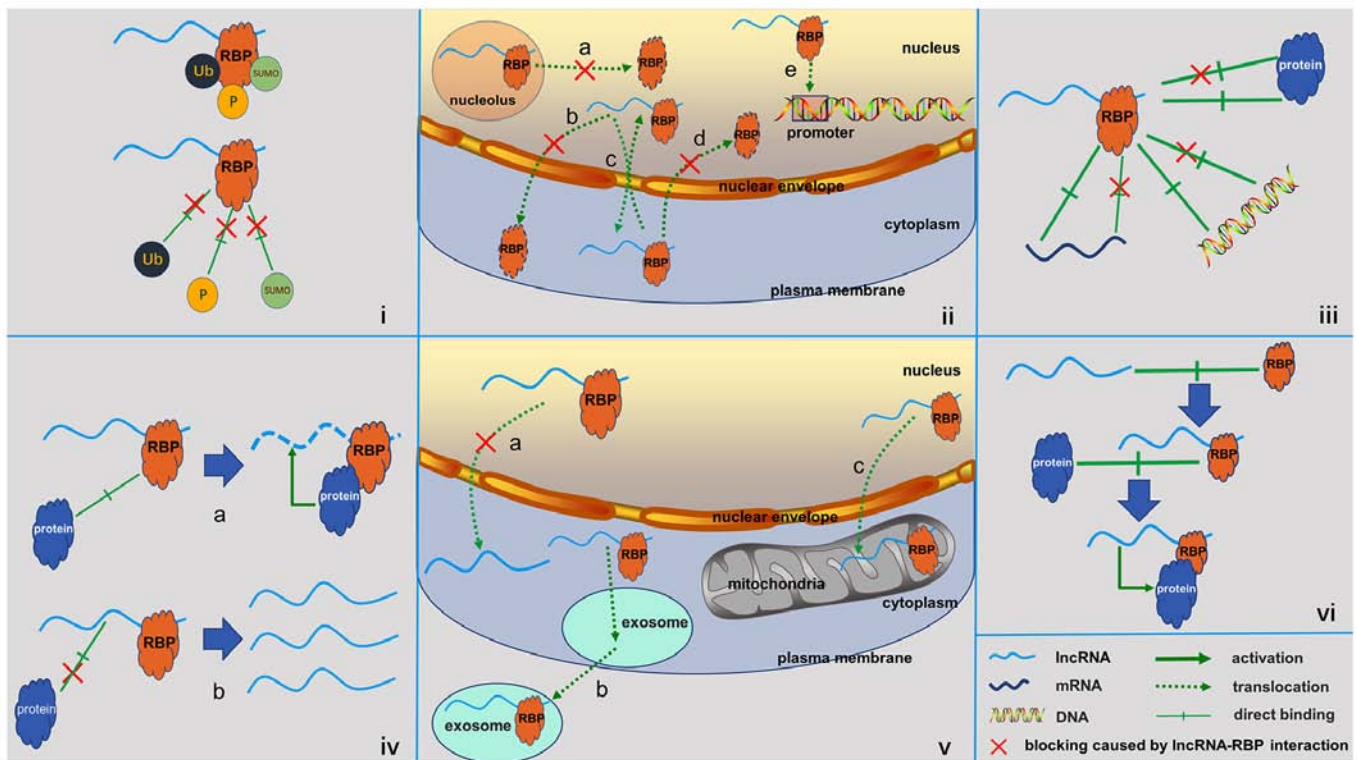 RBP
Ub
SUMO
P
RBP
Ub
P
SUMO
i
RBP
nucleolus
a
RBP
RBP
e
nucleus
promoter
b
RBP
c
d
RBP
nuclear envelope
cytoplasm
RBP
RBP
plasma membrane
ii
protein
RBP
iii
RBP
protein
a
RBP
protein
RBP
protein
b
iv
RBP
nucleus
RBP
a
c
nuclear envelope
RBP
RBP
mitochondria
cytoplasm
exosome
plasma membrane
b
exosome
RBP
v
RBP
protein
RBP
RBP
protein
vi
lncRNA
activation
mRNA
translocation
DNA
direct binding
blocking caused by lncRNA-RBP interaction